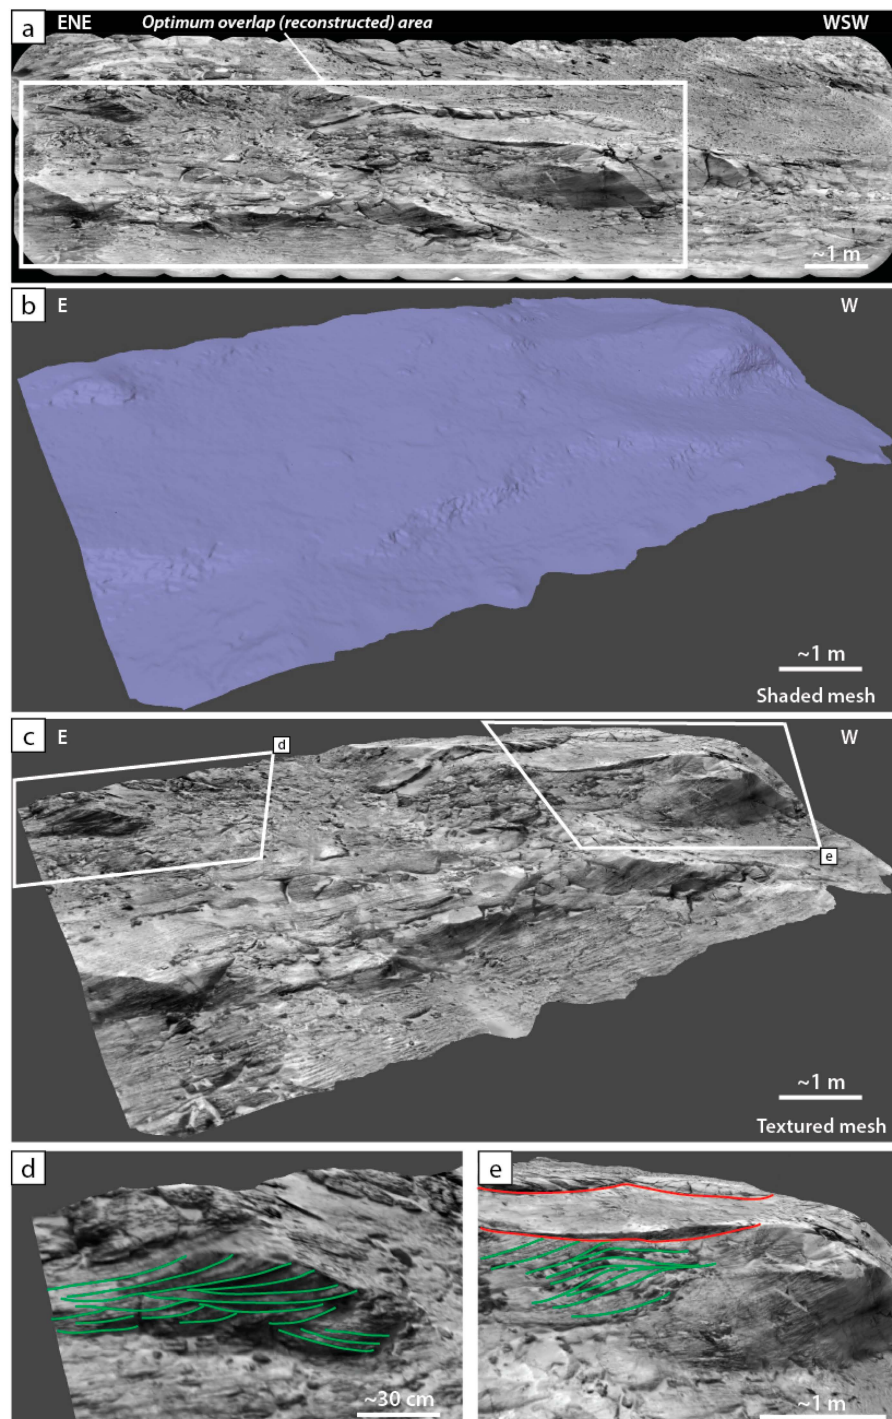 a
ENE
Optimum overlap (reconstructed) area
WSW
~1 m
b
E
W
~1 m
Shaded mesh
c
E
d
W
e
~1 m
Textured mesh
d
~30 cm
e
~1 m